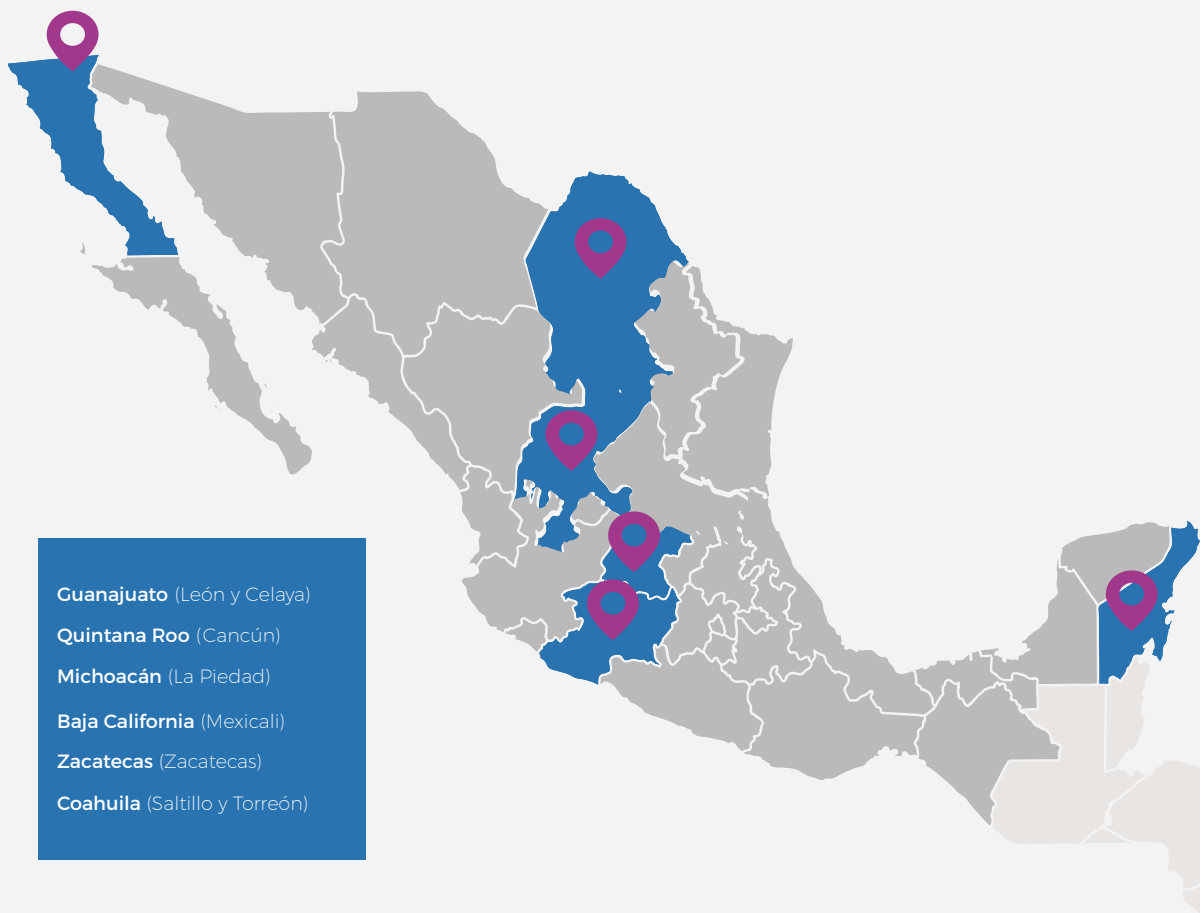 Guanajuato (León y Celaya)
Quintana Roo (Cancún)
Michoacán (La Piedad)
Baja California (Mexicali)
Zacatecas (Zacatecas)
Coahuila (Saltillo y Torreón)